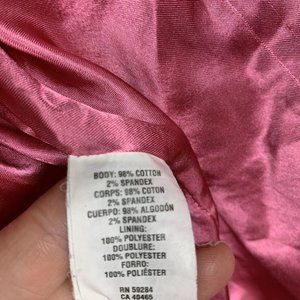 BODY: 98% COTTON
2% SPANDEX
CORPS: 98% COTON
2% SPANDEX
CUERPO: 98% ALGODÓN
2% SPANDEX
LINING:
100% POLYESTER
DOUBLURE:
100% POLYESTER
FORRO:
100% POLIÉSTER
RN 59284
CA 40465